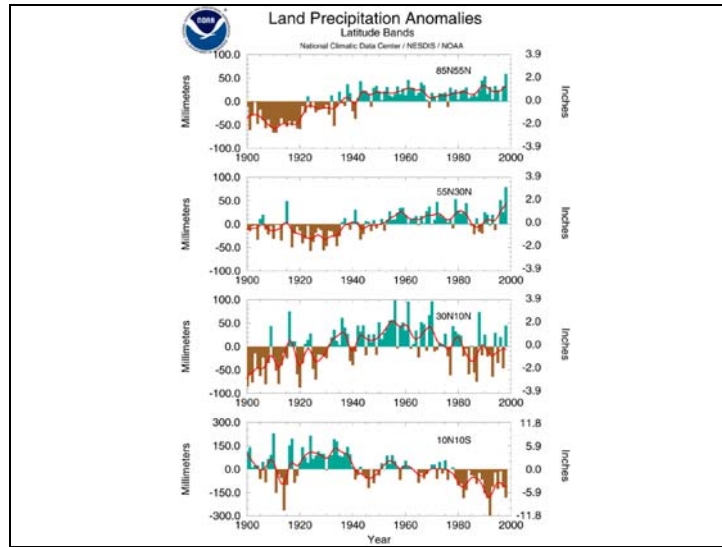 NOAA
Land Precipitation Anomalies
Latitude Bands
National Climatic Data Center / NESDIS / NOAA
Millimeters
100.0
50.0
0.0
-50.0
-100.0
85N55N
3.9
2.0
0.0
-2.0
-3.9
Inches
1900 1920 1940 1960 1980 2000
Millimeters
100.0
50.0
0.0
-50.0
-100.0
55N30N
3.9
2.0
0.0
-2.0
-3.9
Inches
1900 1920 1940 1960 1980 2000
Millimeters
100.0
50.0
0.0
-50.0
-100.0
30N10N
3.9
2.0
0.0
-2.0
-3.9
Inches
1900 1920 1940 1960 1980 2000
Millimeters
300.0
150.0
0.0
-150.0
-300.0
10N10S
11.8
5.9
0.0
-5.9
-11.8
Inches
1900 1920 1940 1960 1980 2000
Year